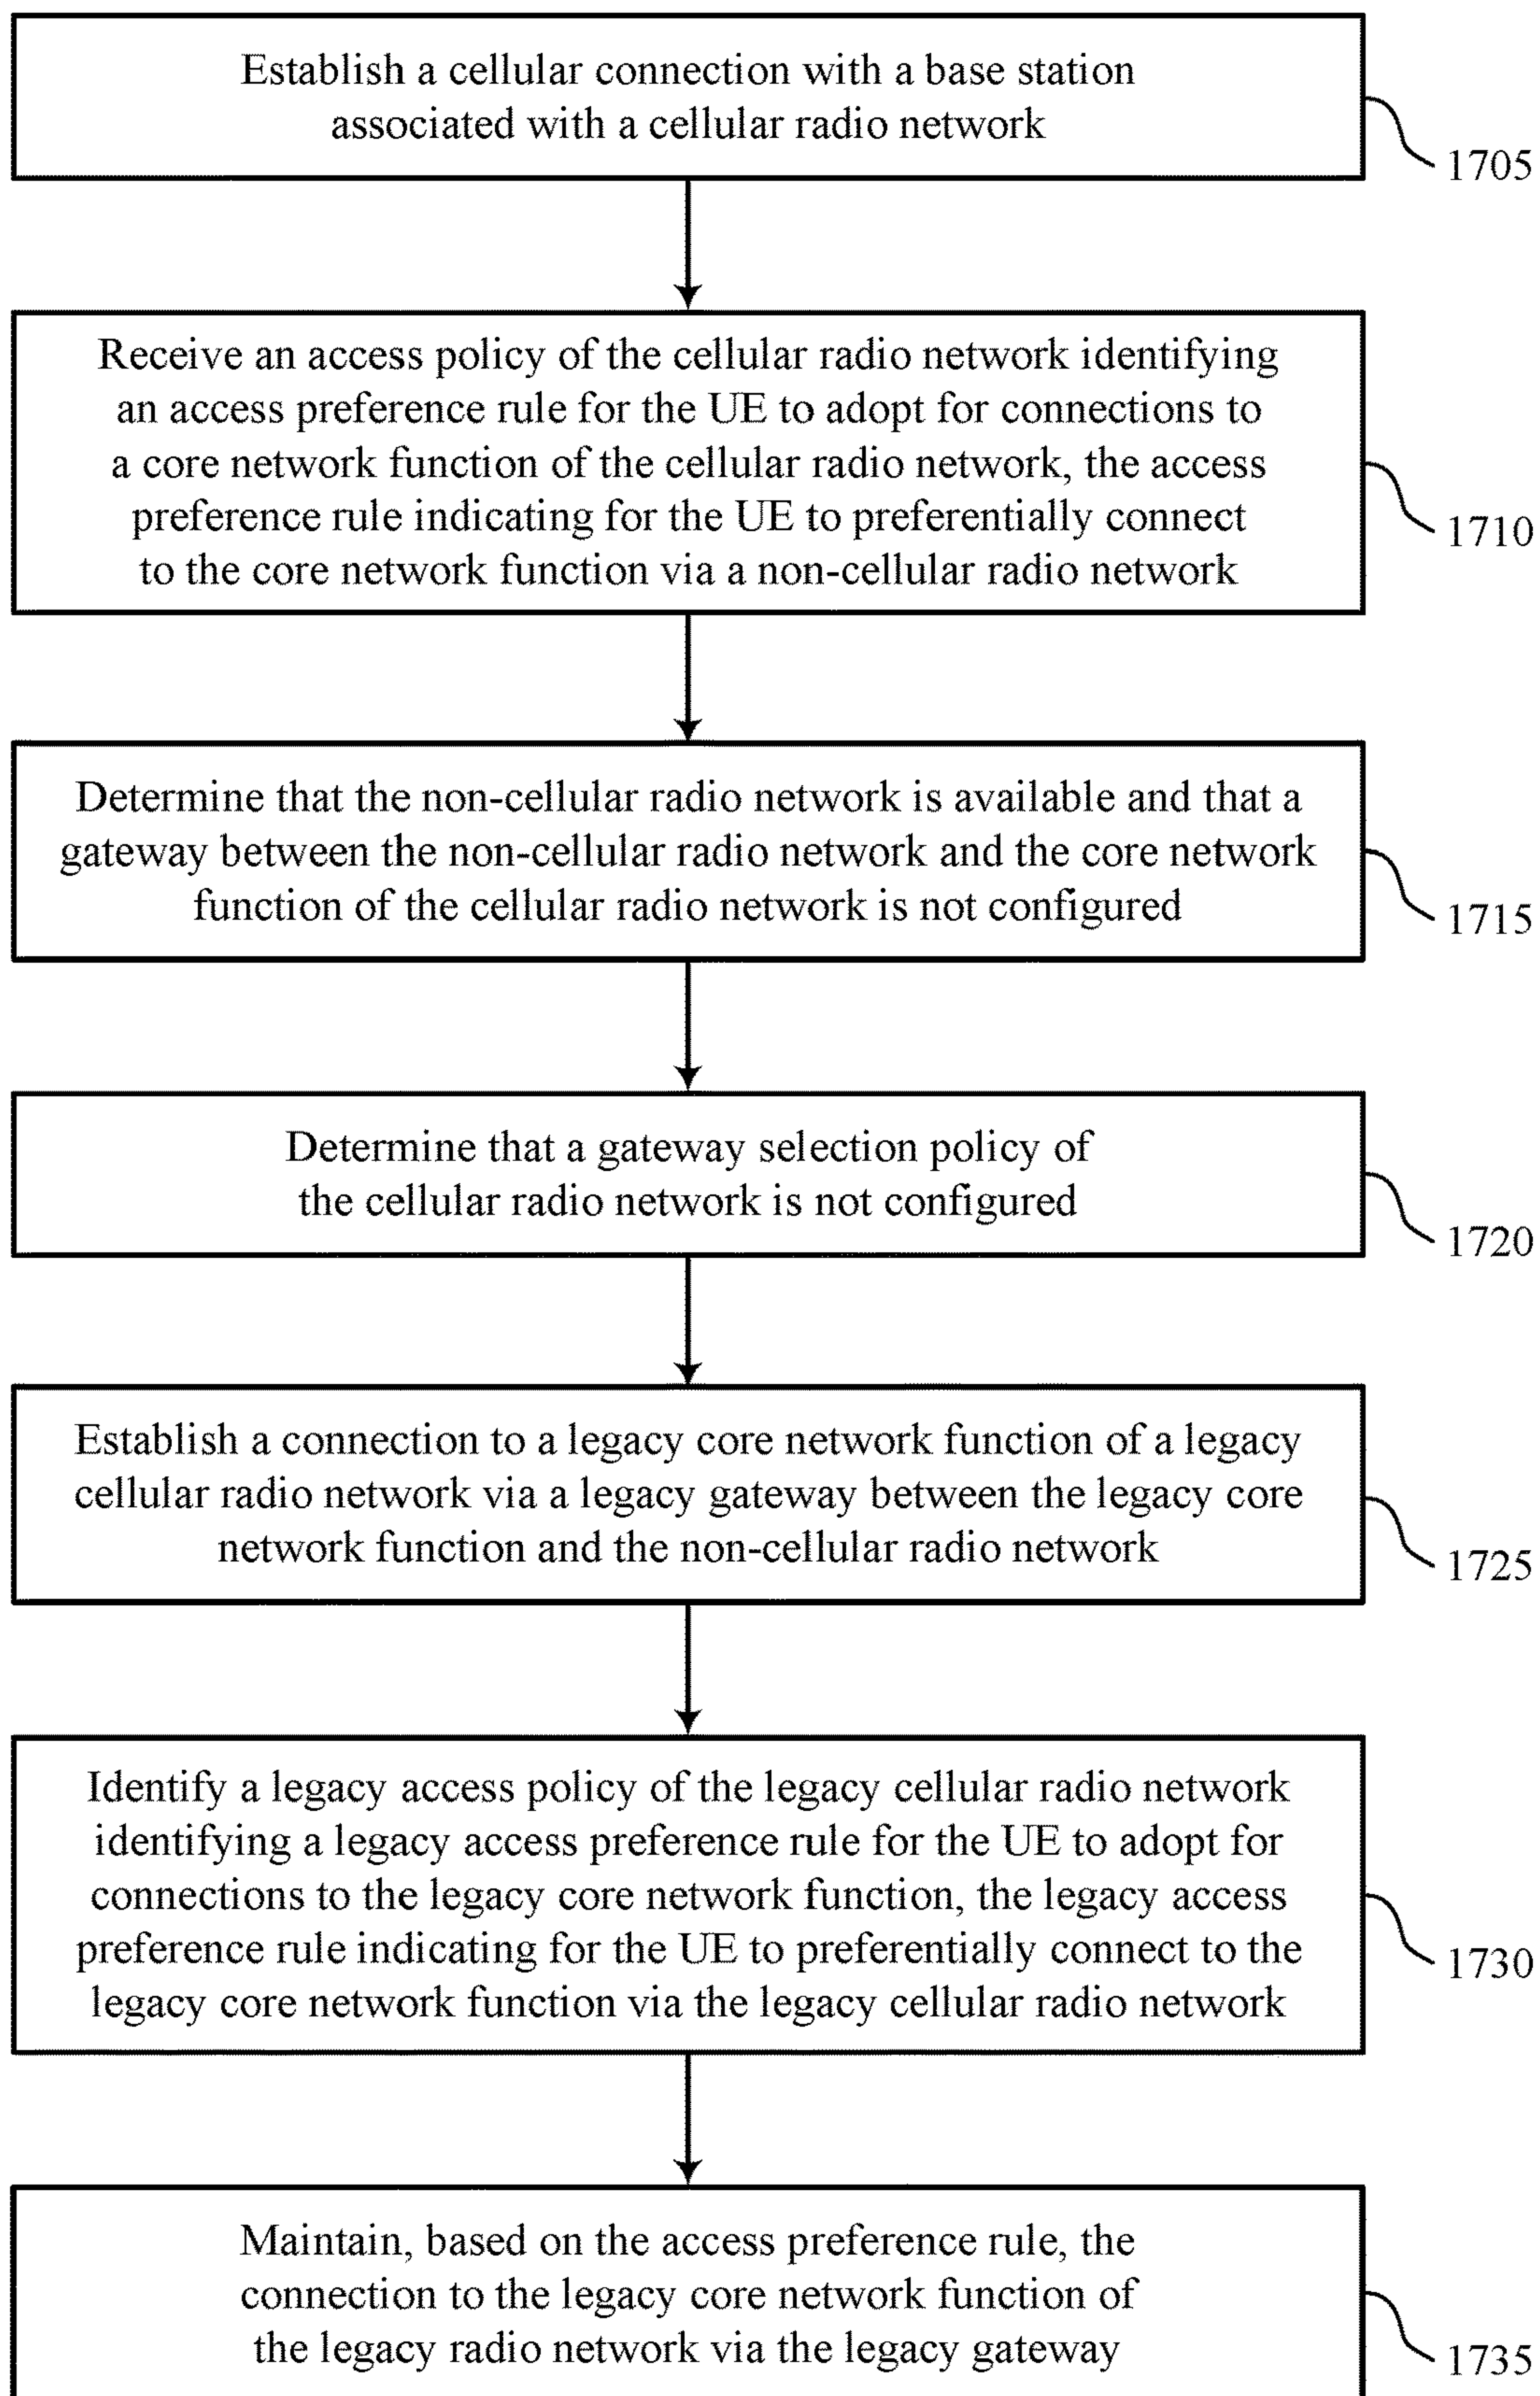 Establish a cellular connection with a base station
associated with a cellular radio network
1705
Receive an access policy of the cellular radio network identifying
an access preference rule for the UE to adopt for connections to
a core network function of the cellular radio network, the access
preference rule indicating for the UE to preferentially connect
to the core network function via a non-cellular radio network
1710
Determine that the non-cellular radio network is available and that a
gateway between the non-cellular radio network and the core network
function of the cellular radio network is not configured
1715
Determine that a gateway selection policy of
the cellular radio network is not configured
1720
Establish a connection to a legacy core network function of a legacy
cellular radio network via a legacy gateway between the legacy core
network function and the non-cellular radio network
1725
Identify a legacy access policy of the legacy cellular radio network
identifying a legacy access preference rule for the UE to adopt for
connections to the legacy core network function, the legacy access
preference rule indicating for the UE to preferentially connect to the
legacy core network function via the legacy cellular radio network
1730
Maintain, based on the access preference rule, the
connection to the legacy core network function of
the legacy radio network via the legacy gateway
1735